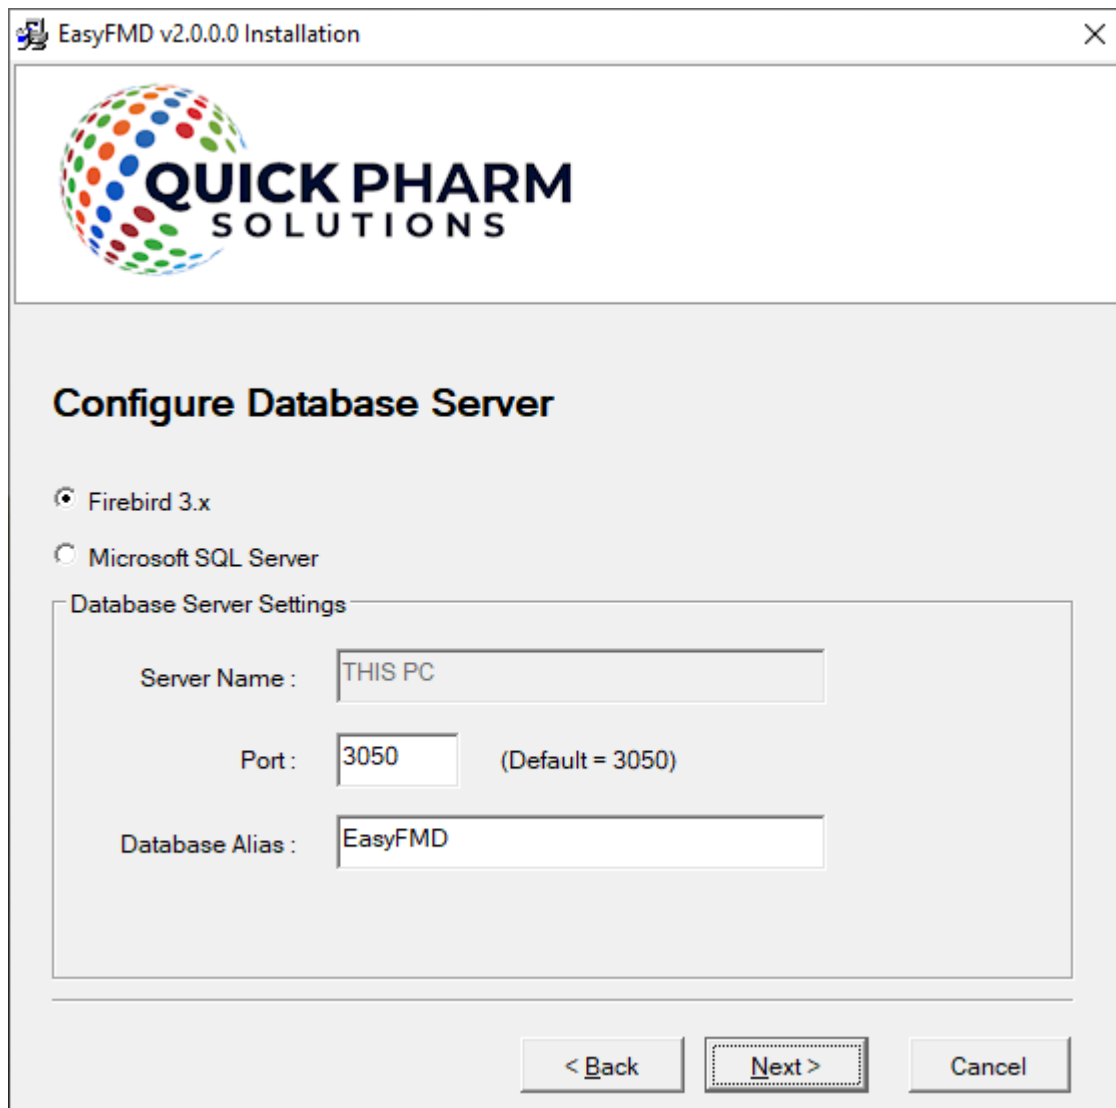 EasyFMD v2.0.0.0 Installation
QUICK PHARM
SOLUTIONS
Configure Database Server
Firebird 3.x
Microsoft SQL Server
Database Server Settings
Server Name : THIS PC
Port : 3050 (Default = 3050)
Database Alias : EasyFMD
< Back Next > Cancel